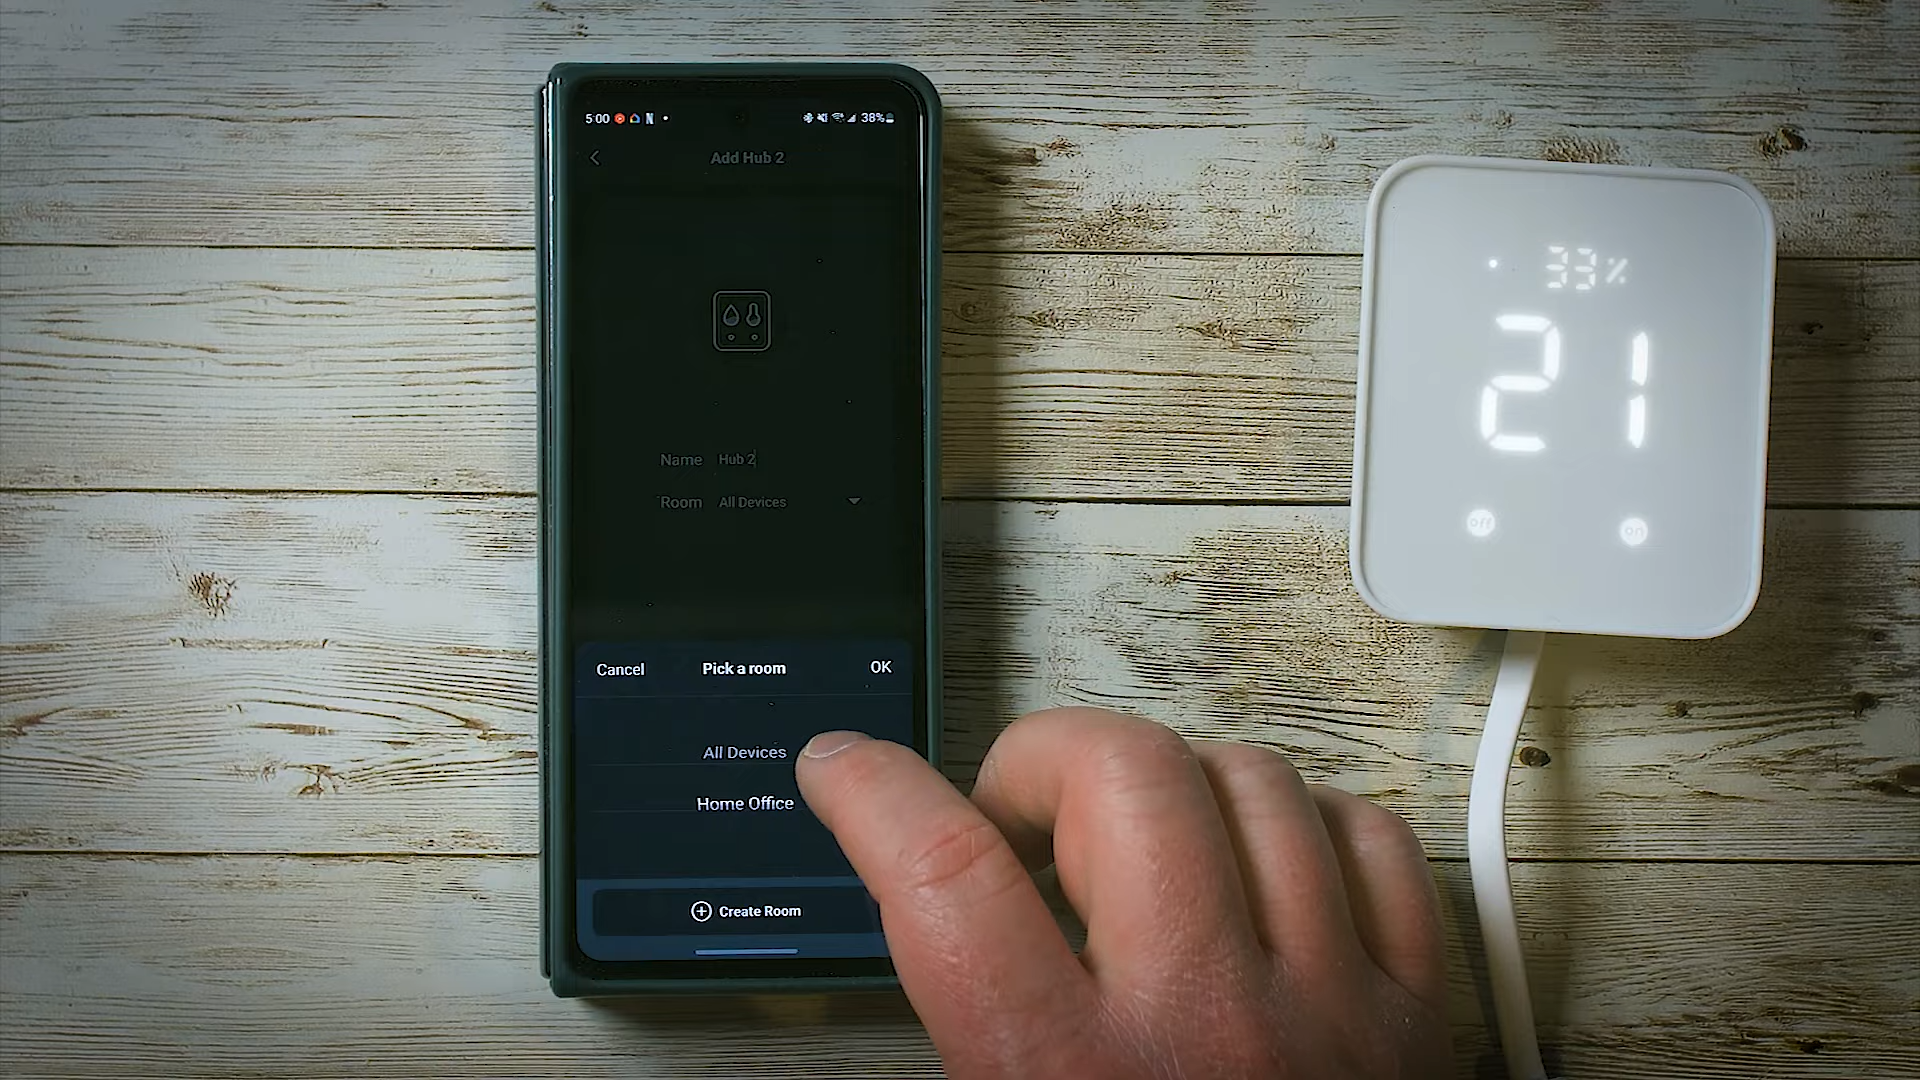 5:00 N 38%
Add Hub 2
Name Hub 2
Room All Devices
Cancel Pick a room OK
All Devices
Home Office
Create Room
33%
21
off on